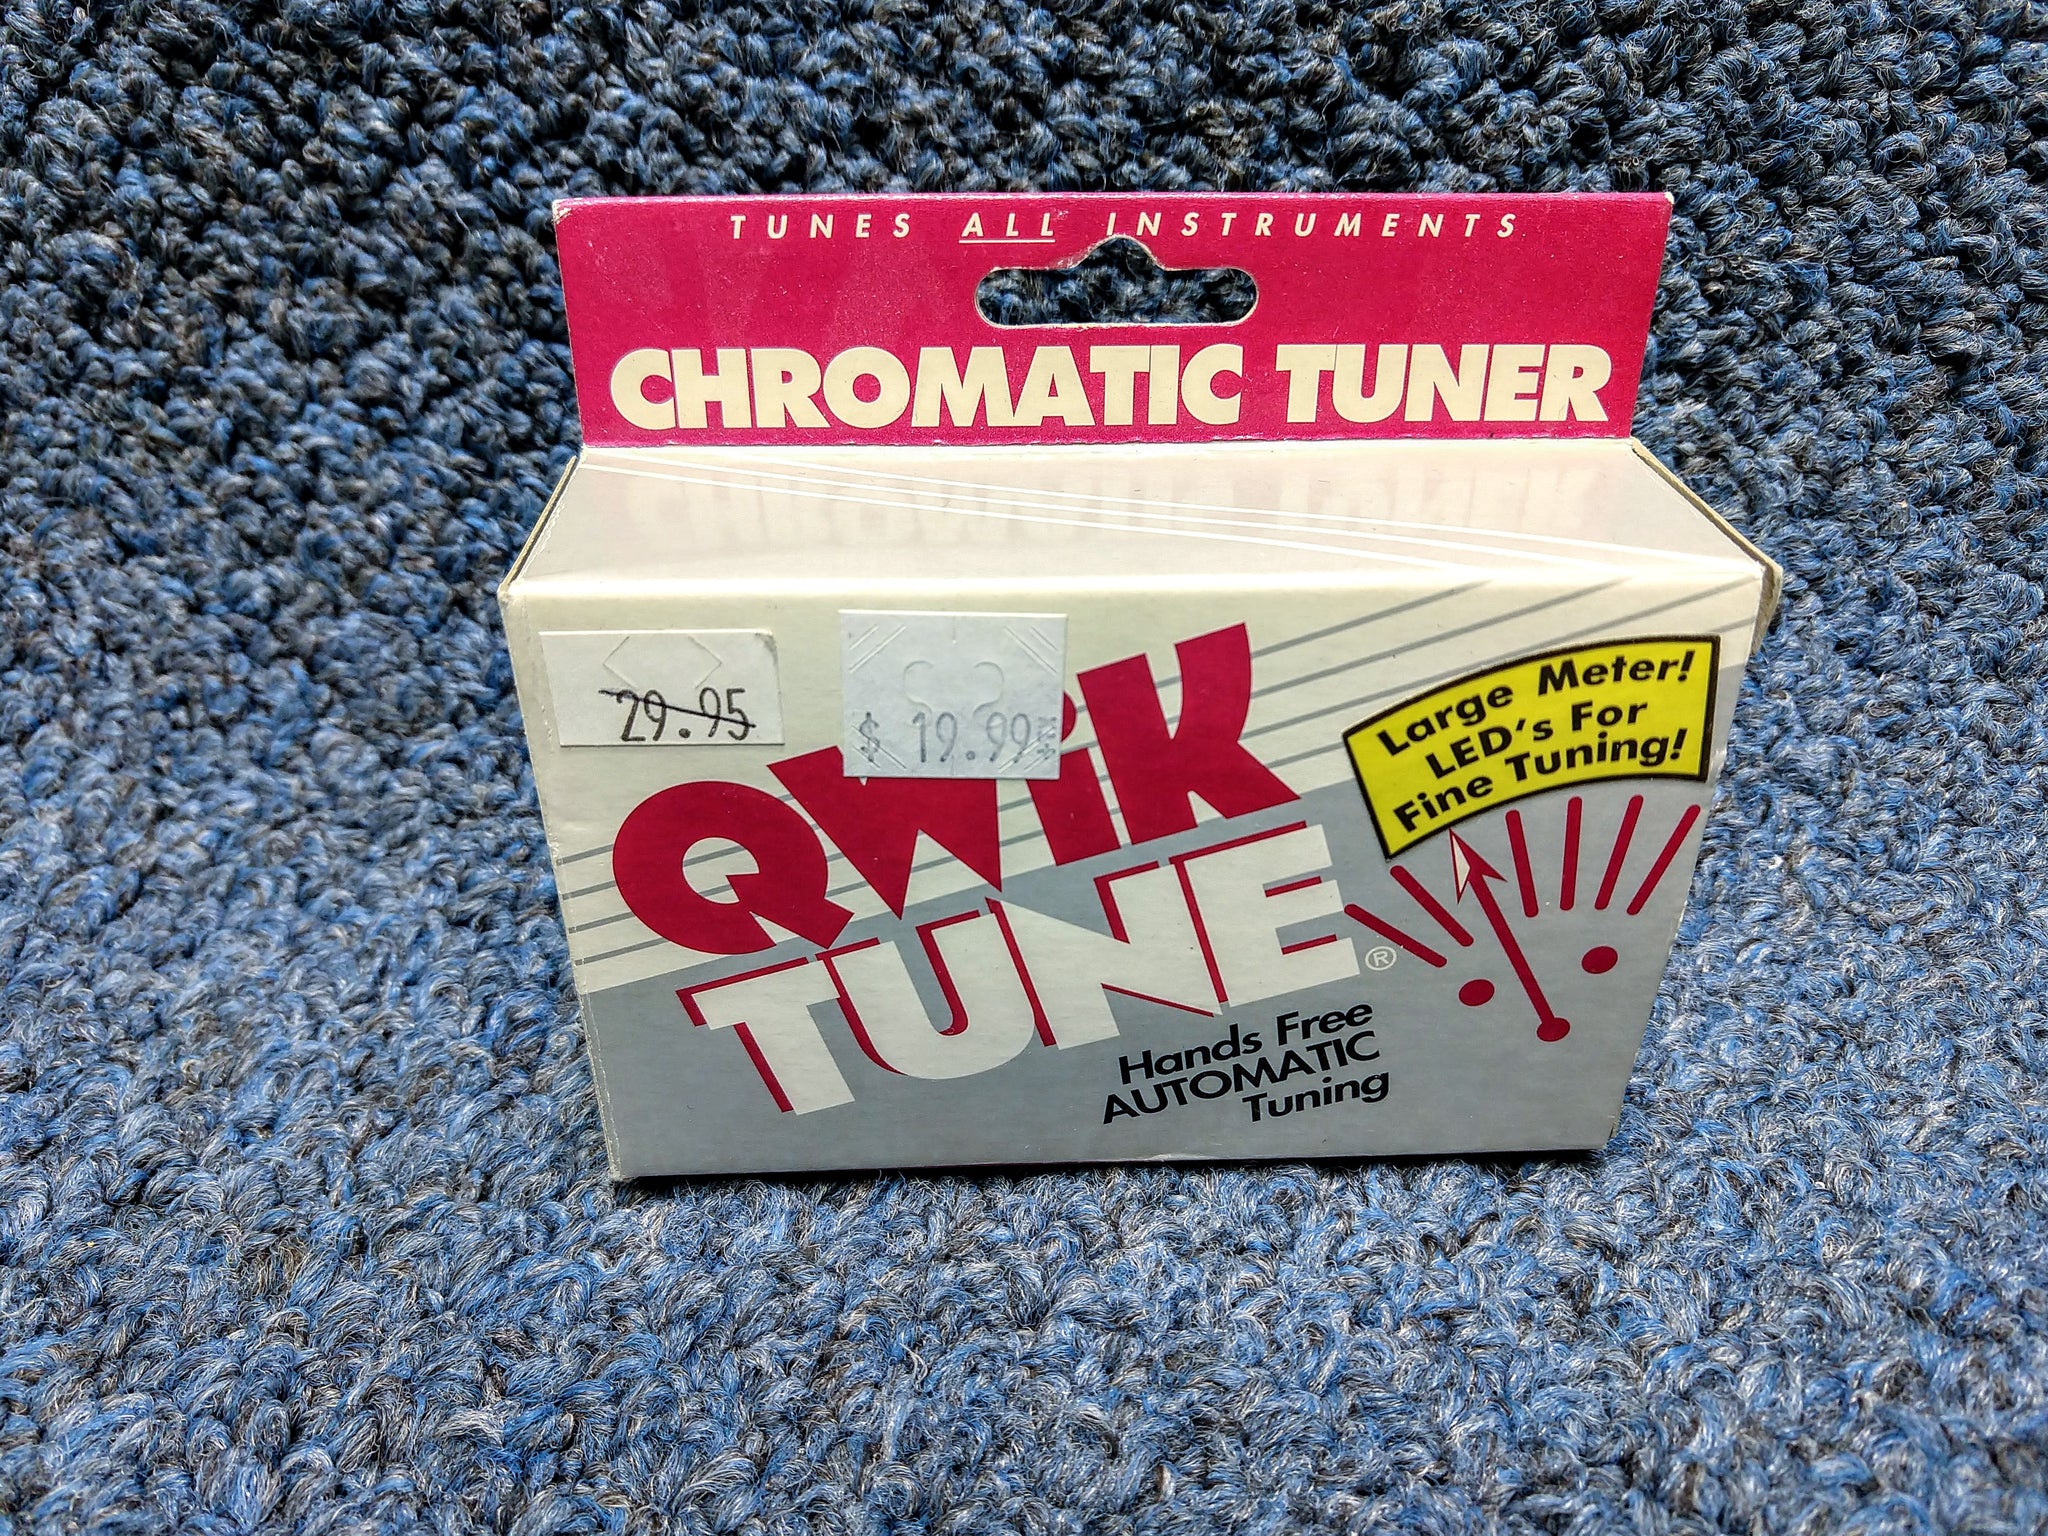 TUNES ALL INSTRUMENTS
CHROMATIC TUNER
29.95
$ 19.99
QWiK
TUNE®
Large Meter!
LED's For
Fine Tuning!
Hands Free
AUTOMATIC
Tuning